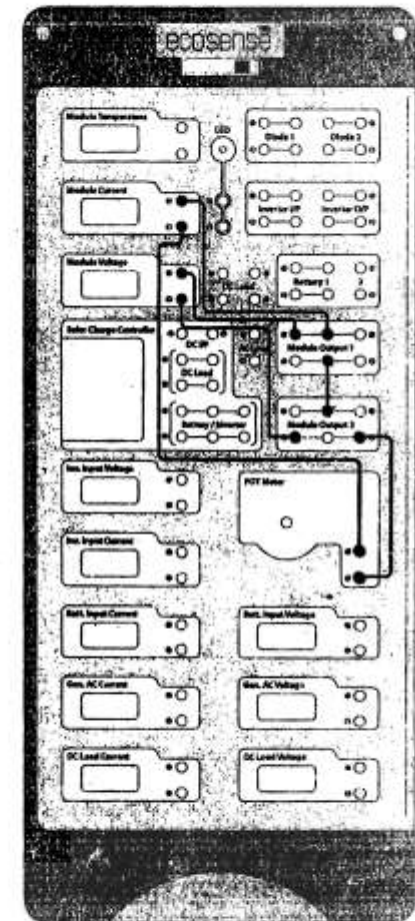 ecosense
Module Temperature
LED
Diode 1
Diode 2
Module Current
Inverter I/P
Inverter O/P
Module Voltage
DC Load
Battery 1
2
Solar Charge Controller
DC I/P
Module Output 1
DC Load
Battery / Inverter
Module Output 2
Inv. Input Voltage
POT Meter
Inv. Input Current
Batt. Input Current
Batt. Input Voltage
Gen. AC Current
Gen. AC Voltage
DC Load Current
DC Load Voltage